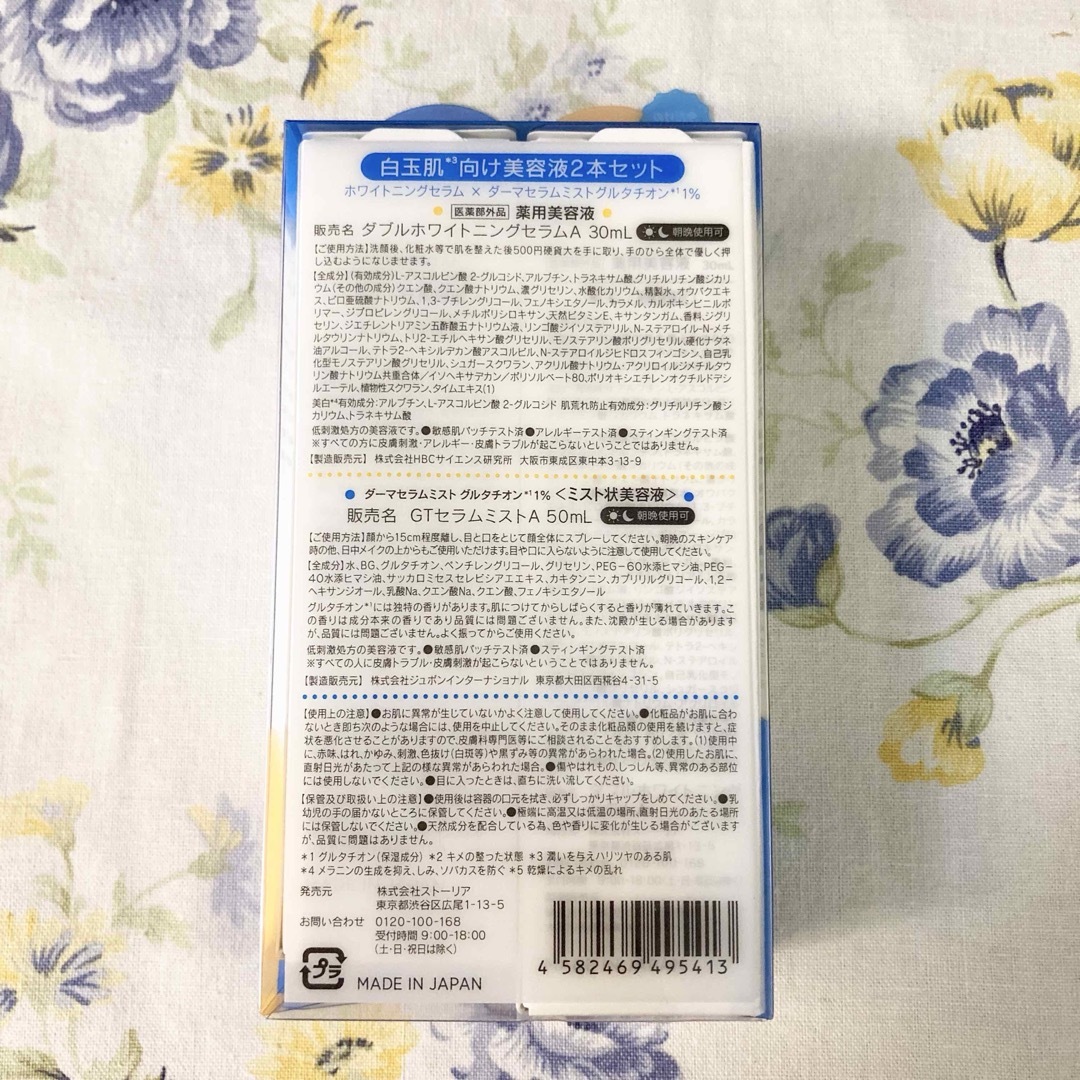 白玉肌*3向け美容液2本セット
ホワイトニングセラム × ダーマセラムミストグルタチオン*1 1%
医薬部外品 薬用美容液
販売名 ダブルホワイトニングセラムA 30mL 朝晩使用可
【ご使用方法】洗顔後、化粧水等で肌を整えた後500円硬貨大を手に取り、手のひら全体で優しく押
し込むようになじませます。
【全成分】(有効成分)L-アスコルビン酸 2-グルコシド,アルブチン,トラネキサム酸,グリチルリチン酸ジカ
リウム(その他の成分)クエン酸,クエン酸ナトリウム,濃グリセリン,水酸化カリウム,精製水,オウバクエキ
ス,ピロ亜硫酸ナトリウム,1,3-ブチレングリコール,フェノキシエタノール,カラメル,カルボキシビニルポ
リマー,ジプロピレングリコール,メチルポリシロキサン,天然ビタミンE,キサンタンガム,香料,ジグリ
セリン,ジエチレントリアミン五酢酸五ナトリウム液,リンゴ酸ジイソステアリル,N-ステアロイル-N-メチ
ルタウリンナトリウム,トリ2-エチルヘキサン酸グリセリル,モノステアリン酸ポリグリセリル,硬化ナタネ
油アルコール,テトラ2-ヘキシルデカン酸アスコルビル,N-ステアロイルジヒドロスフィンゴシン,自己乳
化型モノステアリン酸グリセリル,シュガースクワラン,アクリル酸ナトリウム・アクリロイルジメチルタウ
リン酸ナトリウム共重合体/イソヘキサデカン/ポリソルベート80,ポリオキシエチレンオクチルドデシ
ルエーテル,植物性スクワラン,タイムエキス(1)
美白*4有効成分:アルブチン,L-アスコルビン酸 2-グルコシド 肌荒れ防止有効成分:グリチルリチン酸ジ
カリウム,トラネキサム酸
低刺激処方の美容液です。●敏感肌パッチテスト済 ●アレルギーテスト済 ●スティンギングテスト済
※すべての方に皮膚刺激・アレルギー・皮膚トラブルが起こらないということではありません。
【製造販売元】 株式会社HBCサイエンス研究所 大阪市東成区東中本3-13-9
ダーマセラムミスト グルタチオン*1 1% <ミスト状美容液>
販売名 GTセラムミストA 50mL 朝晩使用可
【ご使用方法】顔から15cm程度離し、目と口をとじて顔全体にスプレーしてください。朝晩のスキンケア
時の他、日中メイクの上からもご使用いただけます。目や口に入らないように注意して使用してください。
【全成分】水、BG、グルタチオン、ペンチレングリコール、グリセリン、PEG-60水添ヒマシ油、PEG-
40水添ヒマシ油、サッカロミセスセレビシアエエキス、カキタンニン、カプリリルグリコール、1,2-
ヘキサンジオール、乳酸Na、クエン酸Na、クエン酸、フェノキシエタノール
グルタチオン*1には独特の香りがあります。肌につけてからしばらくすると香りが薄れていきます。こ
の香りは成分本来の香りであり品質には問題ございません。また、沈殿が生じる場合があります
が、品質には問題ございません。よく振ってからご使用ください。
低刺激処方の美容液です。●敏感肌パッチテスト済 ●スティンギングテスト済
※すべての人に皮膚トラブル・皮膚刺激が起こらないということではありません。
【製造販売元】 株式会社ジュポンインターナショナル 東京都大田区西糀谷4-31-5
【使用上の注意】●お肌に異常が生じていないかよく注意して使用してください。●化粧品がお肌に合わ
ないとき即ち次のような場合には、使用を中止してください。そのまま化粧品類の使用を続けますと、症
状を悪化させることがありますので、皮膚科専門医等にご相談されることをおすすめします。(1)使用中
に、赤味、はれ、かゆみ、刺激、色抜け(白斑等)や黒ずみ等の異常があらわれた場合。(2)使用したお肌に、
直射日光があたって上記の様な異常があらわれた場合。●傷やはれもの、しっしん等、異常のある部位
には使用しないでください。●目に入ったときは、直ちに洗い流してください。
【保管及び取扱い上の注意】●使用後は容器の口元を拭き、必ずしっかりキャップをしめてください。●乳
幼児の手の届かないところに保管してください。●極端に高温又は低温の場所、直射日光のあたる場所
には保管しないでください。●天然成分を配合している為、色や香りに変化が生じる場合がございます
が、品質に問題はありません。
*1 グルタチオン(保湿成分) *2 キメの整った状態 *3 潤いを与えハリツヤのある肌
*4 メラニンの生成を抑え、しみ、ソバカスを防ぐ *5 乾燥によるキメの乱れ
発売元 株式会社ストーリア
東京都渋谷区広尾1-13-5
お問い合わせ 0120-100-168
受付時間 9:00-18:00
(土・日・祝日は除く)
プラ MADE IN JAPAN
4 582469 495413